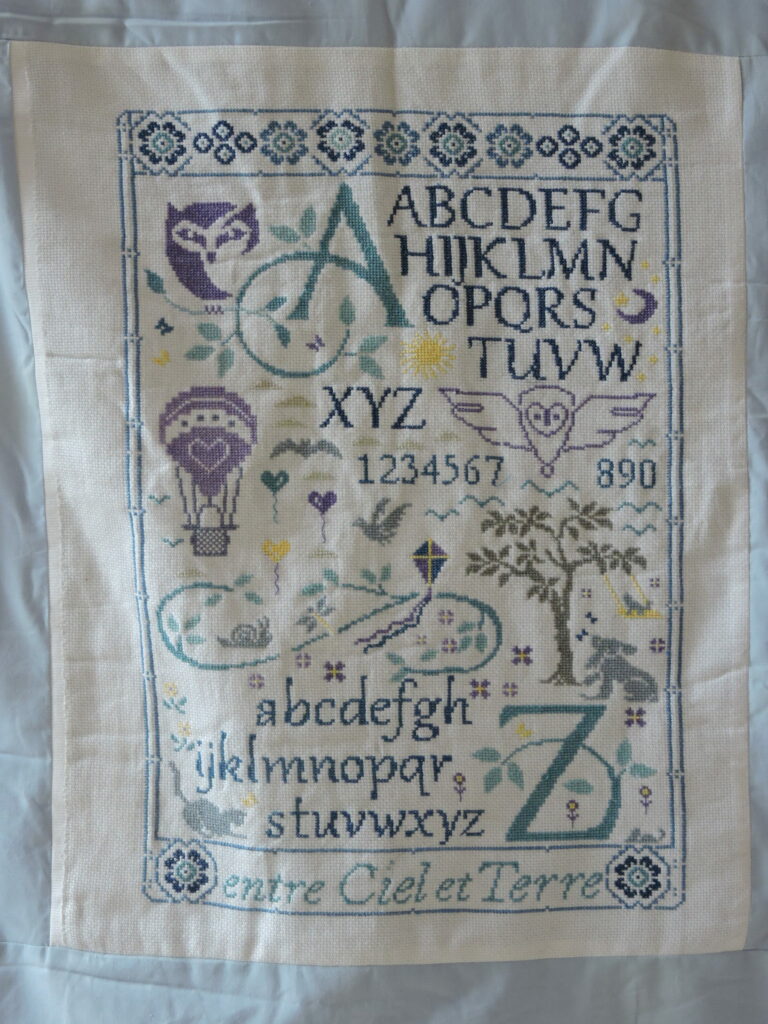 A
ABCDEFG
HIJKLMN
OPQRS
TUVW
XYZ
1234567 890
abcdefgh
ijklmnopqr
stuvwxyz
Z
entre Ciel et Terre